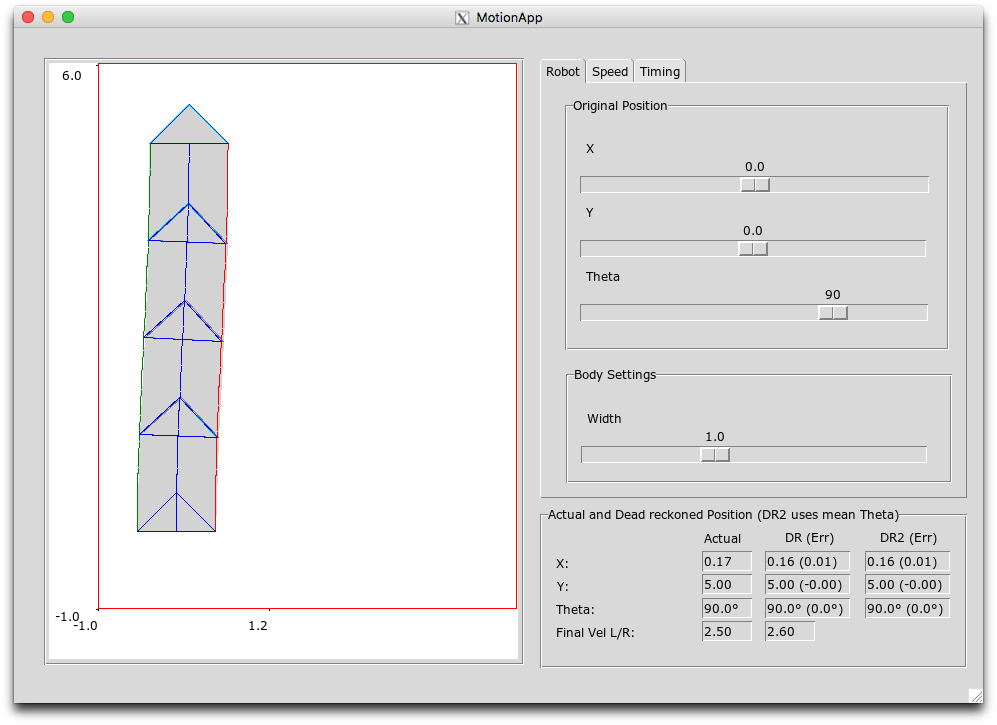 MotionApp
6.0
-1.0
-1.0
1.2
Robot Speed Timing
Original Position
X
0.0
Y
0.0
Theta
90
Body Settings
Width
1.0
Actual and Dead reckoned Position (DR2 uses mean Theta)
Actual DR (Err) DR2 (Err)
X: 0.17 0.16 (0.01) 0.16 (0.01)
Y: 5.00 5.00 (-0.00) 5.00 (-0.00)
Theta: 90.0° 90.0° (0.0°) 90.0° (0.0°)
Final Vel L/R: 2.50 2.60